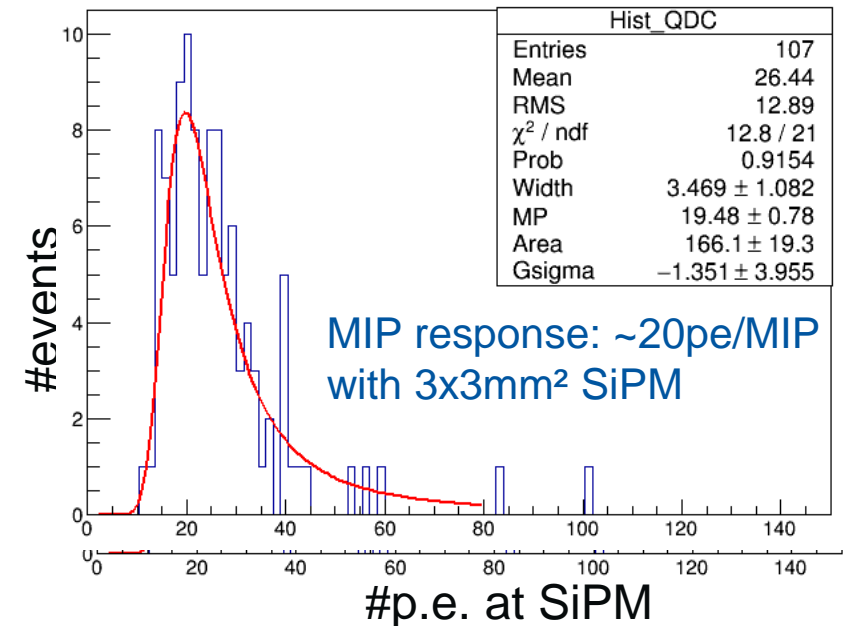 Hist_QDC
Entries 107
Mean 26.44
RMS 12.89
χ² / ndf 12.8 / 21
Prob 0.9154
Width 3.469 ± 1.082
MP 19.48 ± 0.78
Area 166.1 ± 19.3
Gsigma −1.351 ± 3.955
MIP response: ~20pe/MIP
with 3x3mm² SiPM
#events
10
8
6
4
2
0
0 20 40 60 80 100 120 140
0 20 40 60 80 100 120 140
#p.e. at SiPM